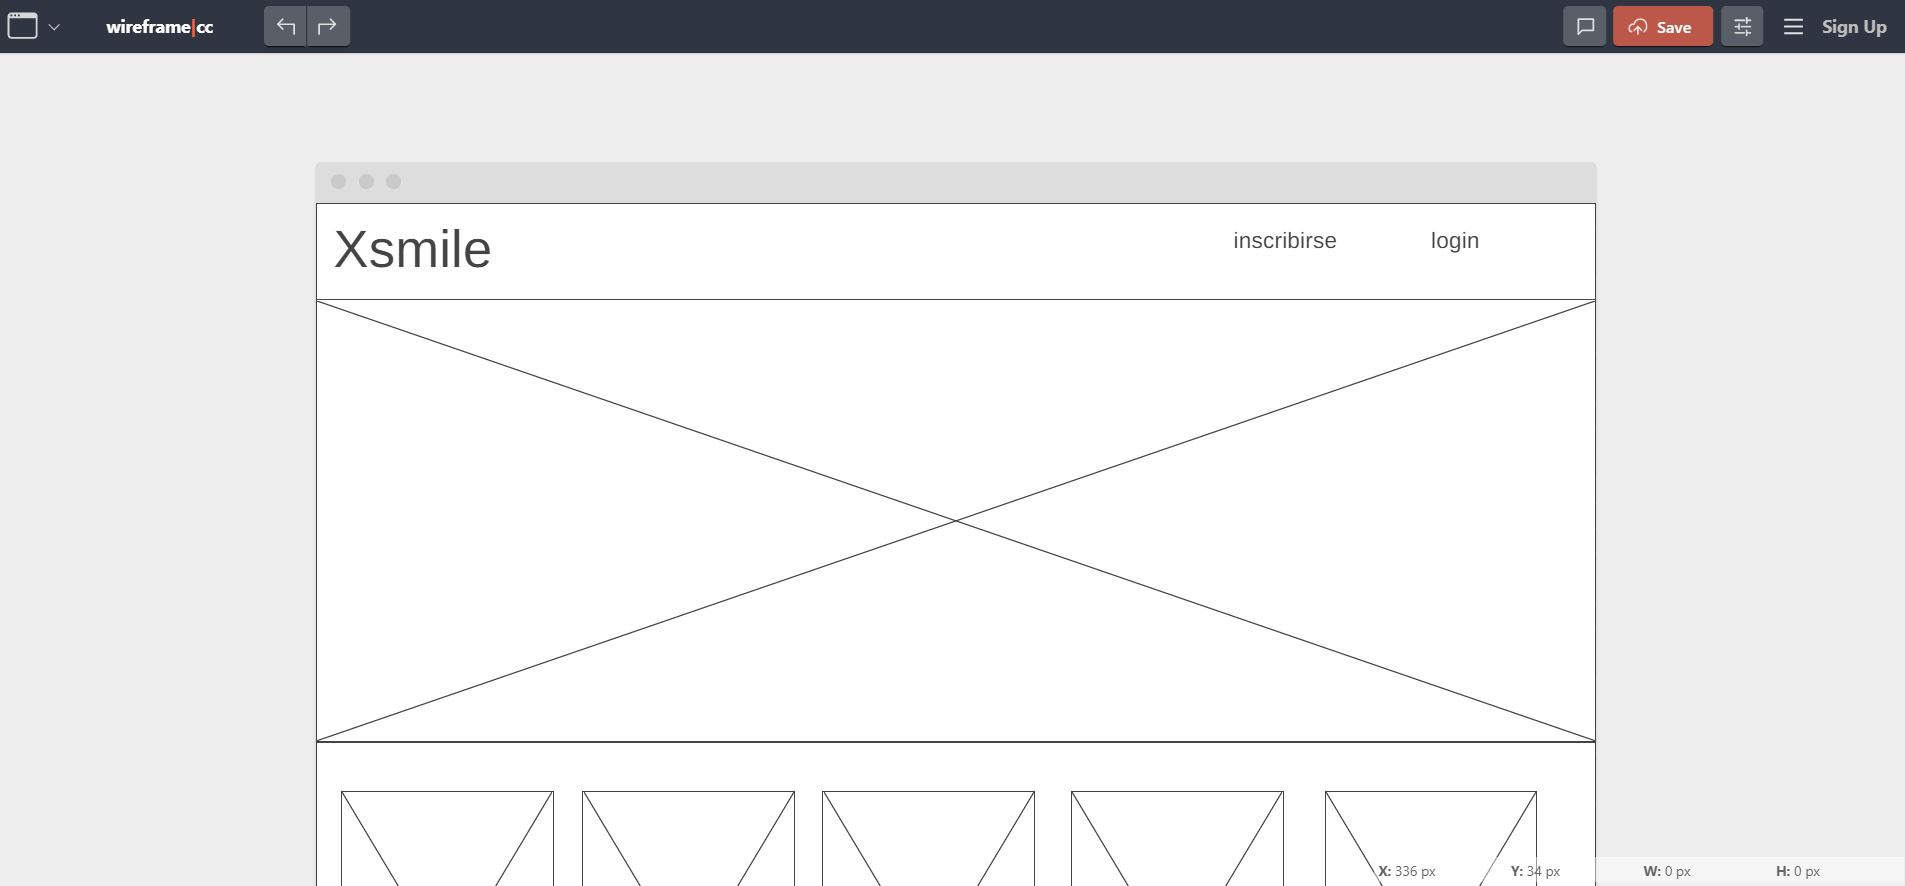 wireframe|cc
Save
Sign Up
Xsmile
inscribirse
login
X: 336 px
Y: 34 px
W: 0 px
H: 0 px